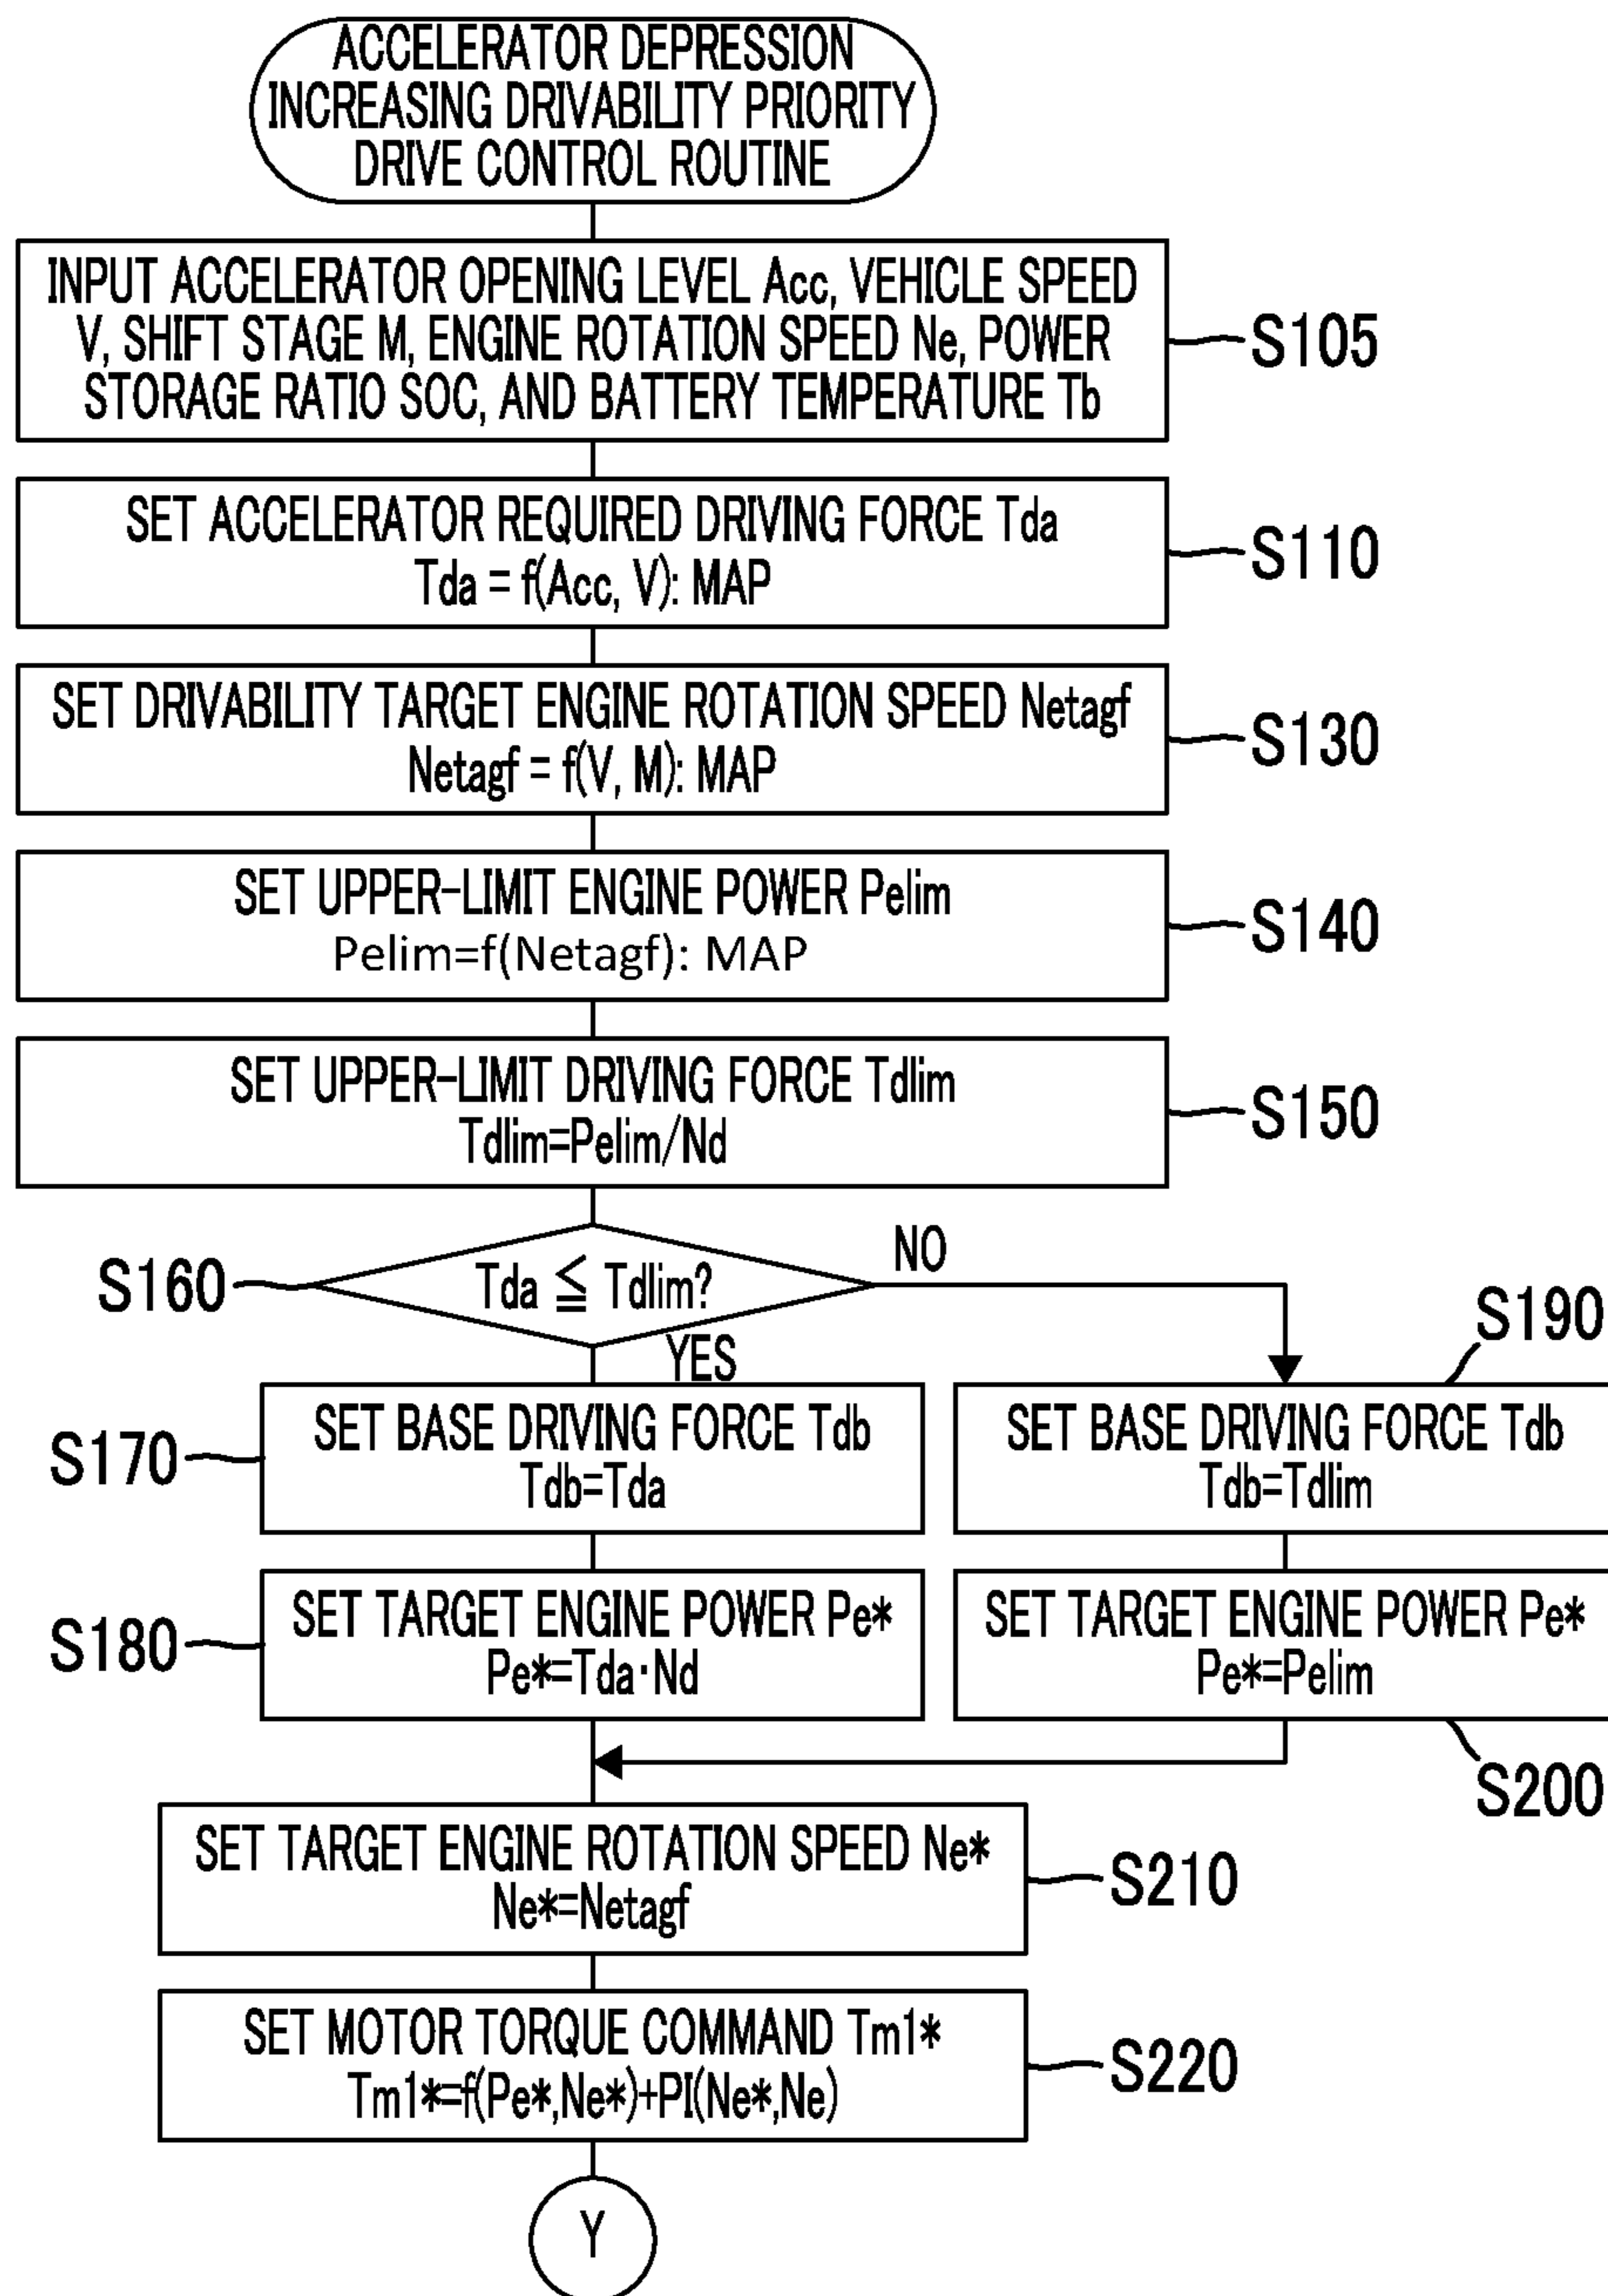 ACCELERATOR DEPRESSION
INCREASING DRIVABILITY PRIORITY
DRIVE CONTROL ROUTINE
INPUT ACCELERATOR OPENING LEVEL Acc, VEHICLE SPEED
V, SHIFT STAGE M, ENGINE ROTATION SPEED Ne, POWER
STORAGE RATIO SOC, AND BATTERY TEMPERATURE Tb
S105
SET ACCELERATOR REQUIRED DRIVING FORCE Tda
Tda = f(Acc, V): MAP
S110
SET DRIVABILITY TARGET ENGINE ROTATION SPEED Netagf
Netagf = f(V, M): MAP
S130
SET UPPER-LIMIT ENGINE POWER Pelim
Pelim=f(Netagf): MAP
S140
SET UPPER-LIMIT DRIVING FORCE Tdlim
Tdlim=Pelim/Nd
S150
S160
Tda ≦ Tdlim?
NO
YES
S170
SET BASE DRIVING FORCE Tdb
Tdb=Tda
S190
SET BASE DRIVING FORCE Tdb
Tdb=Tdlim
S180
SET TARGET ENGINE POWER Pe*
Pe*=Tda·Nd
SET TARGET ENGINE POWER Pe*
Pe*=Pelim
S200
SET TARGET ENGINE ROTATION SPEED Ne*
Ne*=Netagf
S210
SET MOTOR TORQUE COMMAND Tm1*
Tm1*=f(Pe*,Ne*)+PI(Ne*,Ne)
S220
Y